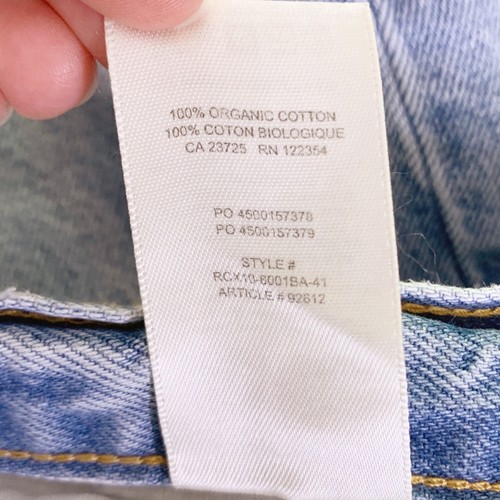 100% ORGANIC COTTON
100% COTON BIOLOGIQUE
CA 23725 RN 122354
PO 4500157378
PO 4500157379
STYLE #
RCX10-6001BA-41
ARTICLE # 92612